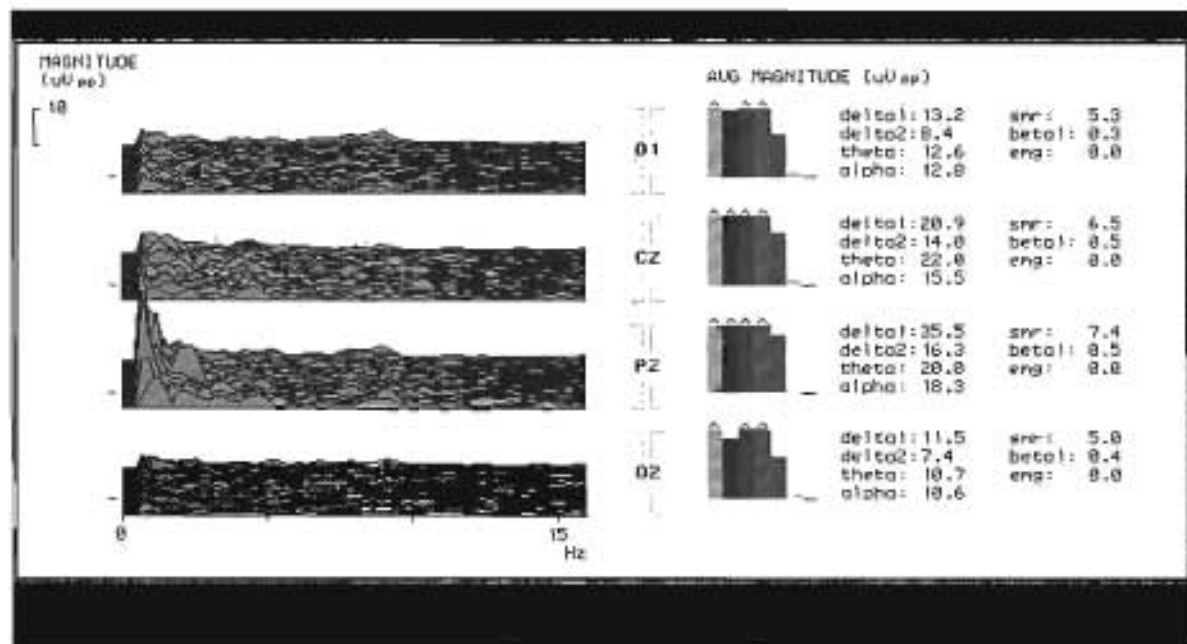 MAGNITUDE
(uV pp)
10
0 15
Hz
AVG MAGNITUDE (uV pp)
O1
delta1: 13.2 smr: 5.3
delta2: 8.4 beta1: 0.3
theta: 12.6 emg: 0.0
alpha: 12.8
CZ
delta1: 20.9 smr: 6.5
delta2: 14.0 beta1: 0.5
theta: 22.0 emg: 0.0
alpha: 15.5
PZ
delta1: 35.5 smr: 7.4
delta2: 16.3 beta1: 0.5
theta: 20.0 emg: 0.0
alpha: 18.3
O2
delta1: 11.5 smr: 5.0
delta2: 7.4 beta1: 0.4
theta: 10.7 emg: 0.0
alpha: 10.6